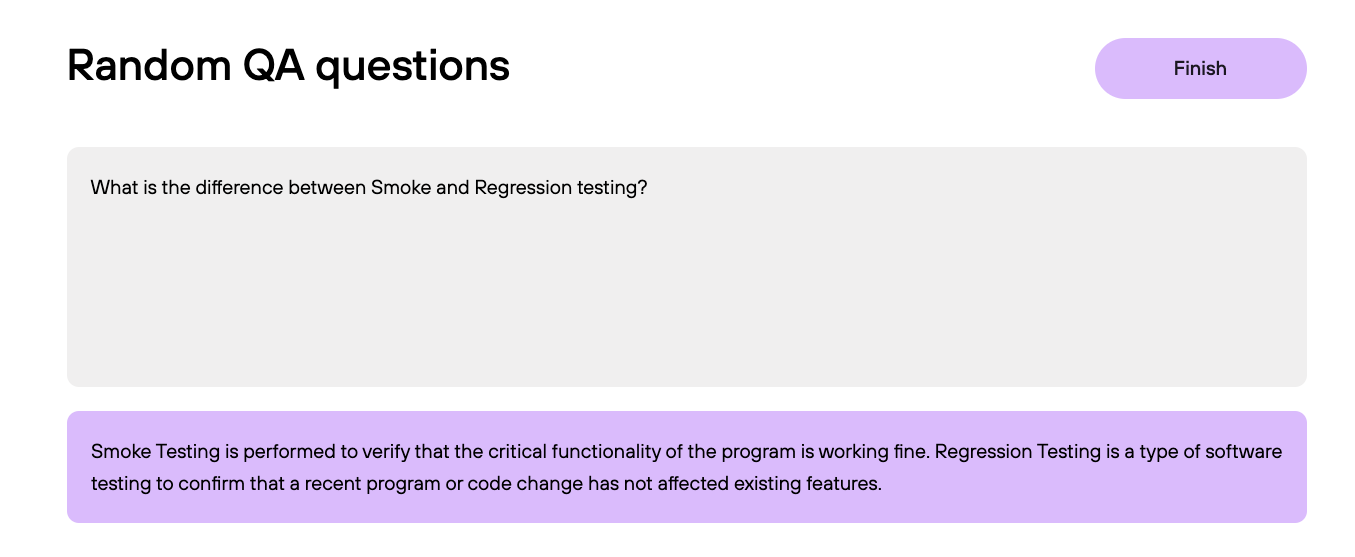 Random QA questions
Finish
What is the difference between Smoke and Regression testing?
Smoke Testing is performed to verify that the critical functionality of the program is working fine. Regression Testing is a type of software
testing to confirm that a recent program or code change has not affected existing features.